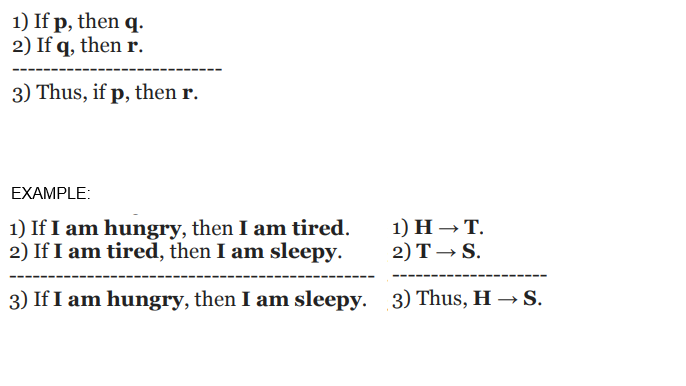 1) If p, then q.
2) If q, then r.
---------------------------
3) Thus, if p, then r.
EXAMPLE:
1) If I am hungry, then I am tired.
2) If I am tired, then I am sleepy.
-----------------------------------------------
3) If I am hungry, then I am sleepy.
1) H → T.
2) T → S.
--------------------
3) Thus, H → S.